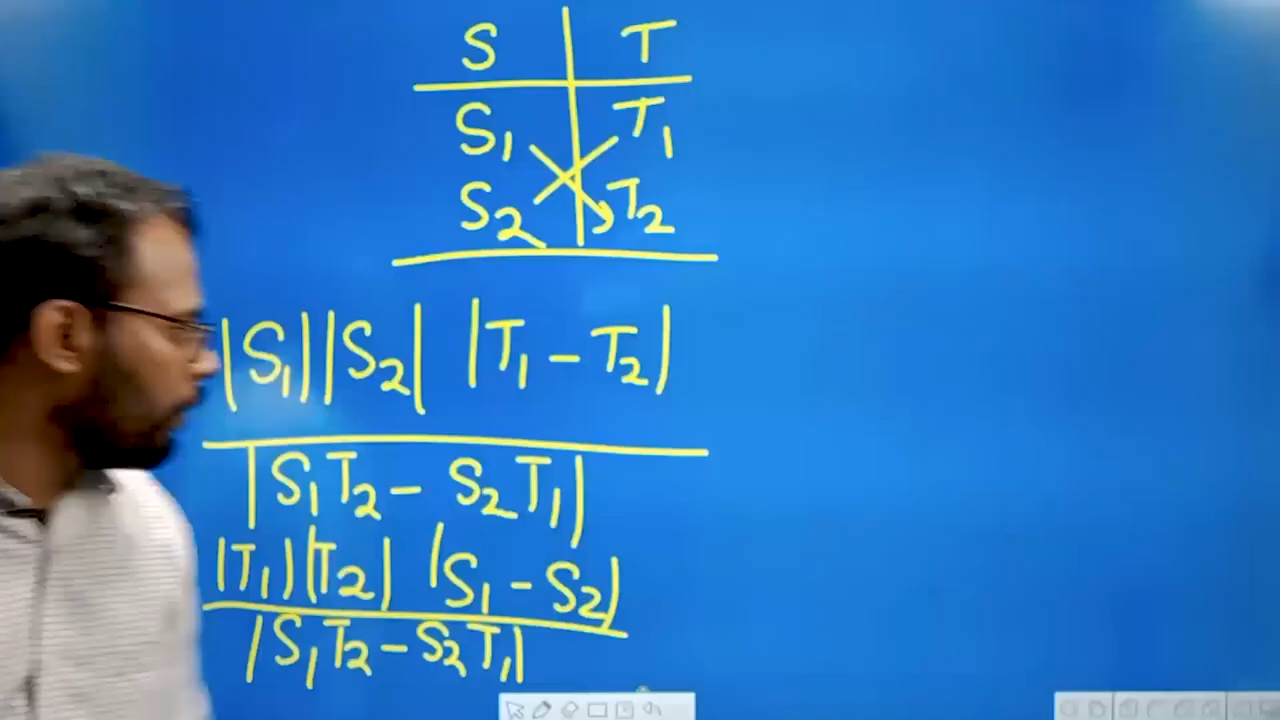 S T
S1 T1
S2 T2
|S1||S2| |T1 - T2|
|S1T2 - S2T1|
|T1||T2| |S1 - S2|
|S1T2 - S2T1|